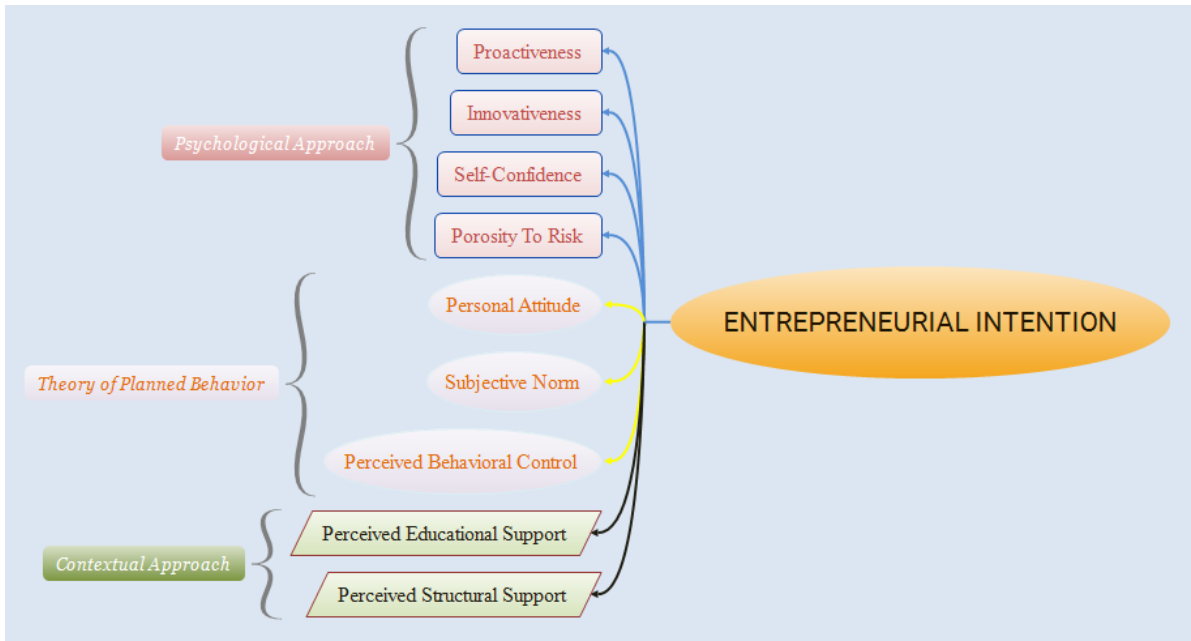 Proactiveness
Innovativeness
Psychological Approach
Self-Confidence
Porosity To Risk
Personal Attitude
ENTREPRENEURIAL INTENTION
Theory of Planned Behavior
Subjective Norm
Perceived Behavioral Control
Perceived Educational Support
Contextual Approach
Perceived Structural Support